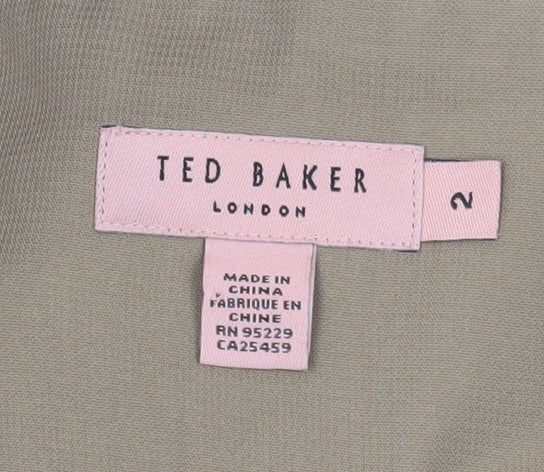 TED BAKER
LONDON
2
MADE IN
CHINA
FABRIQUE EN
CHINE
RN 95229
CA25459